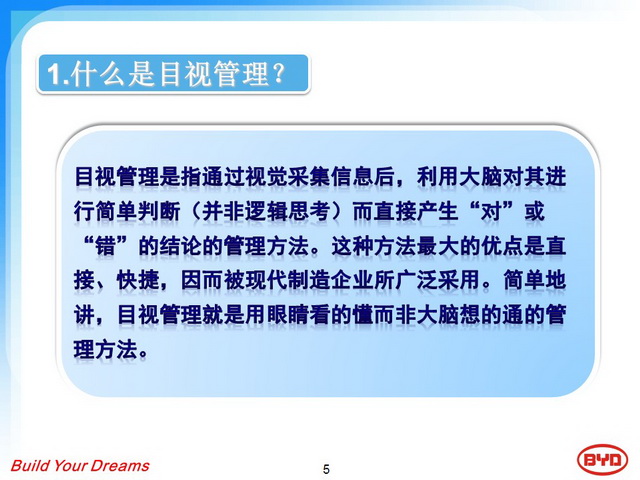 1.什么是目视管理？
目视管理是指通过视觉采集信息后，利用大脑对其进
行简单判断（并非逻辑思考）而直接产生“对”或
“错”的结论的管理方法。这种方法最大的优点是直
接、快捷，因而被现代制造企业所广泛采用。简单地
讲，目视管理就是用眼睛看的懂而非大脑想的通的管
理方法。
Build Your Dreams
5
BYD